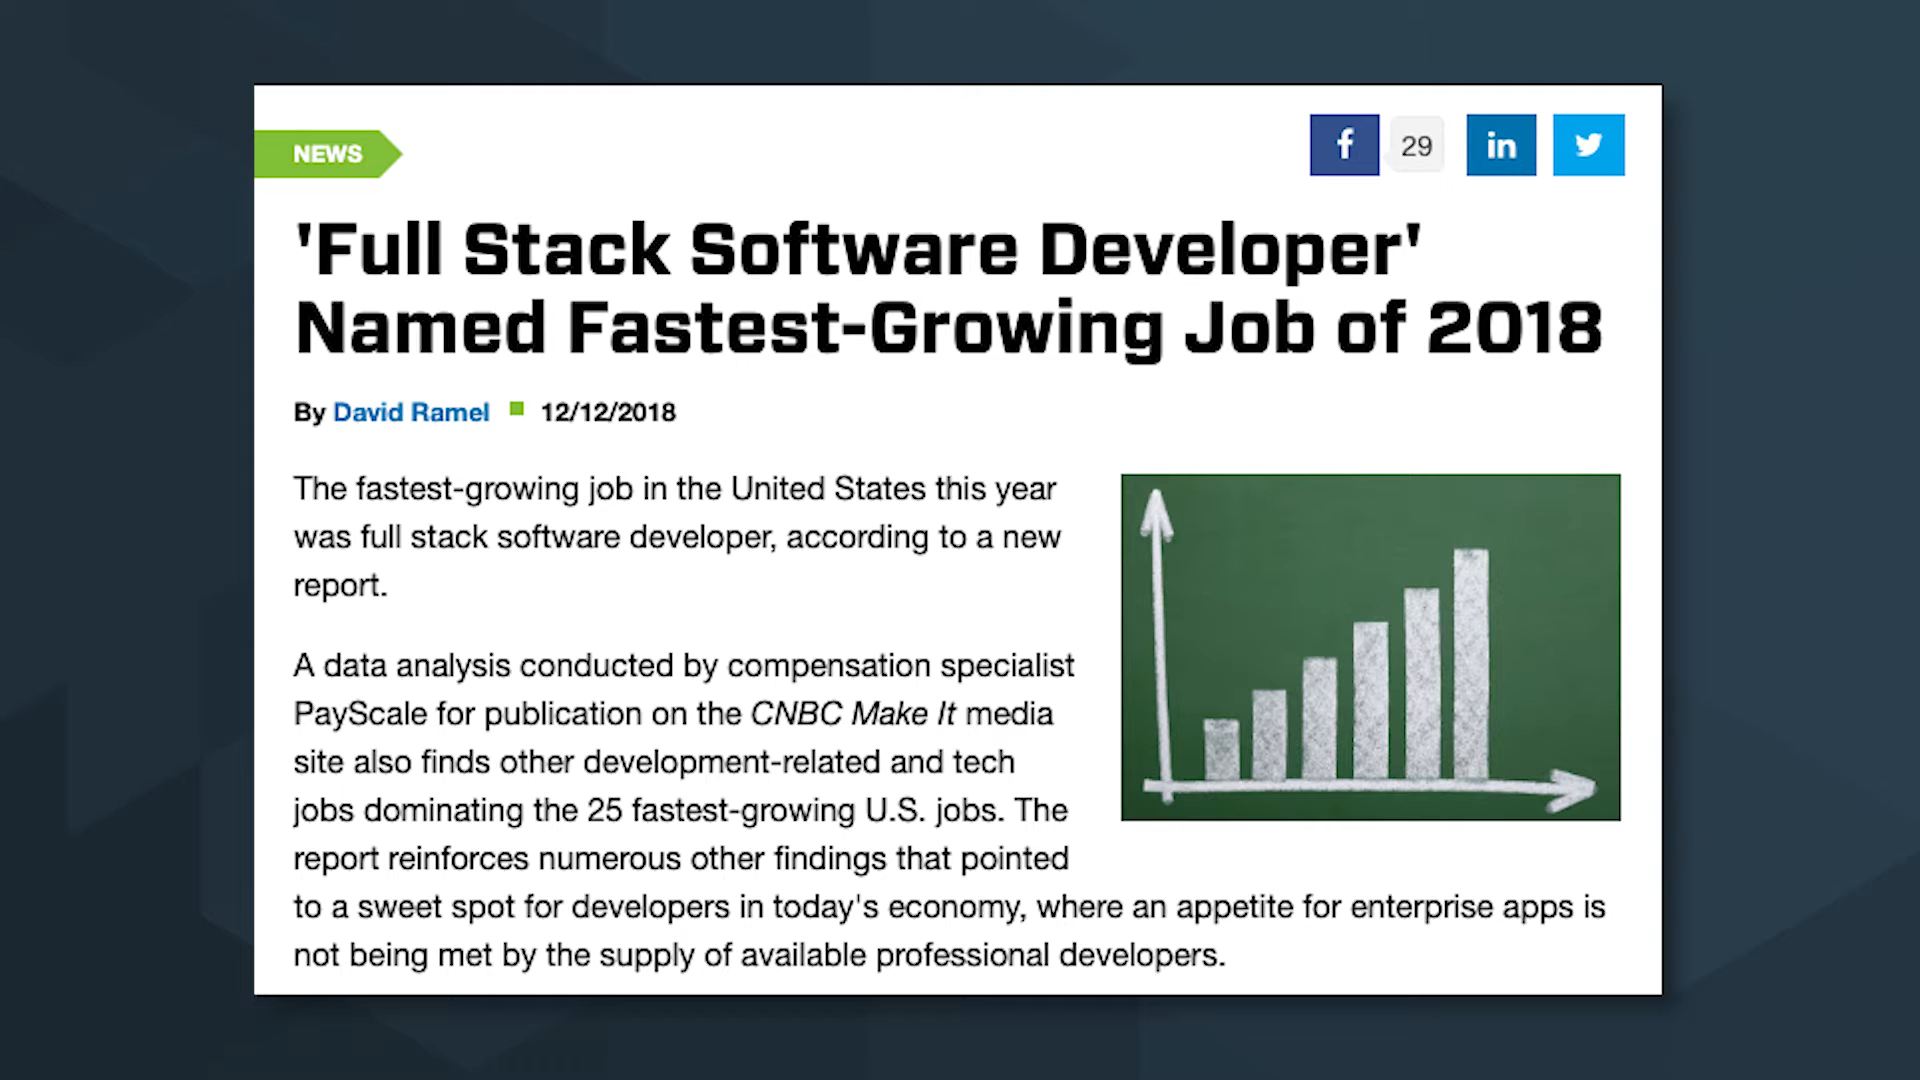 NEWS
f 29 in
'Full Stack Software Developer'
Named Fastest-Growing Job of 2018
By David Ramel 12/12/2018
The fastest-growing job in the United States this year
was full stack software developer, according to a new
report.
A data analysis conducted by compensation specialist
PayScale for publication on the CNBC Make It media
site also finds other development-related and tech
jobs dominating the 25 fastest-growing U.S. jobs. The
report reinforces numerous other findings that pointed
to a sweet spot for developers in today's economy, where an appetite for enterprise apps is
not being met by the supply of available professional developers.